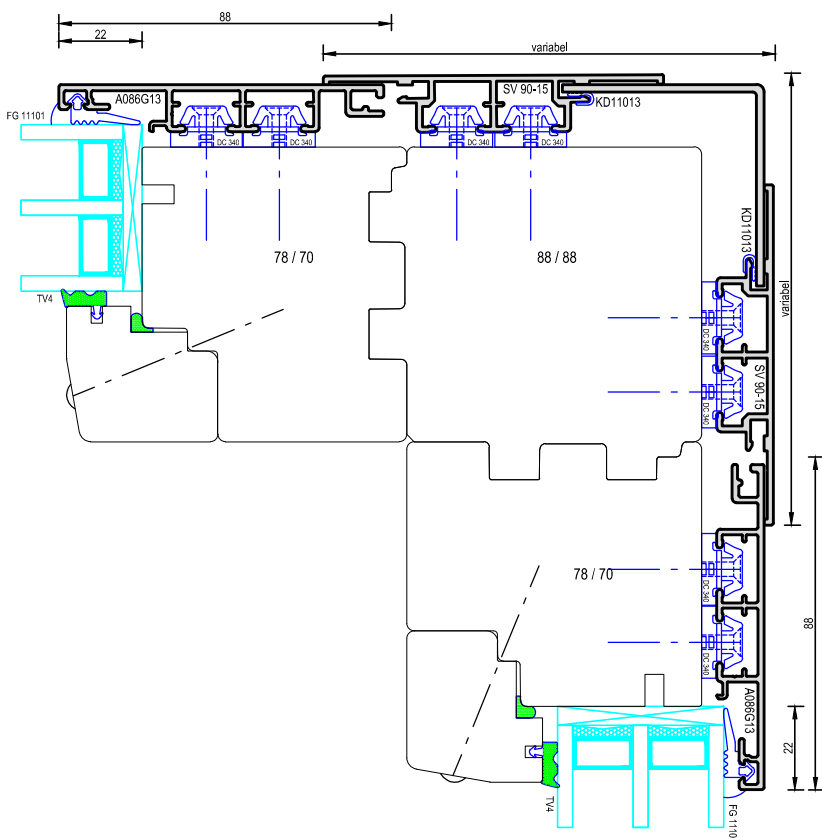 88
22
variabel
A086G13
SV 90-15
KD11013
FG 11101
DC 340
DC 340
DC 340
DC 340
KD11013
78 / 70
88 / 88
variabel
TV4
DC 340
SV 90-15
DC 340
78 / 70
DC 340
88
DC 340
A086G13
22
TV4
FG 1110